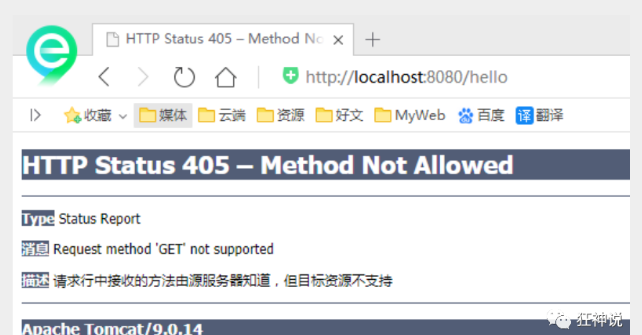 HTTP Status 405 – Method No
http://localhost:8080/hello
收藏 媒体 云端 资源 好文 MyWeb 百度 译 翻译
HTTP Status 405 – Method Not Allowed
Type Status Report
消息 Request method 'GET' not supported
描述 请求行中接收的方法由源服务器知道，但目标资源不支持
Apache Tomcat/9.0.14
狂神说